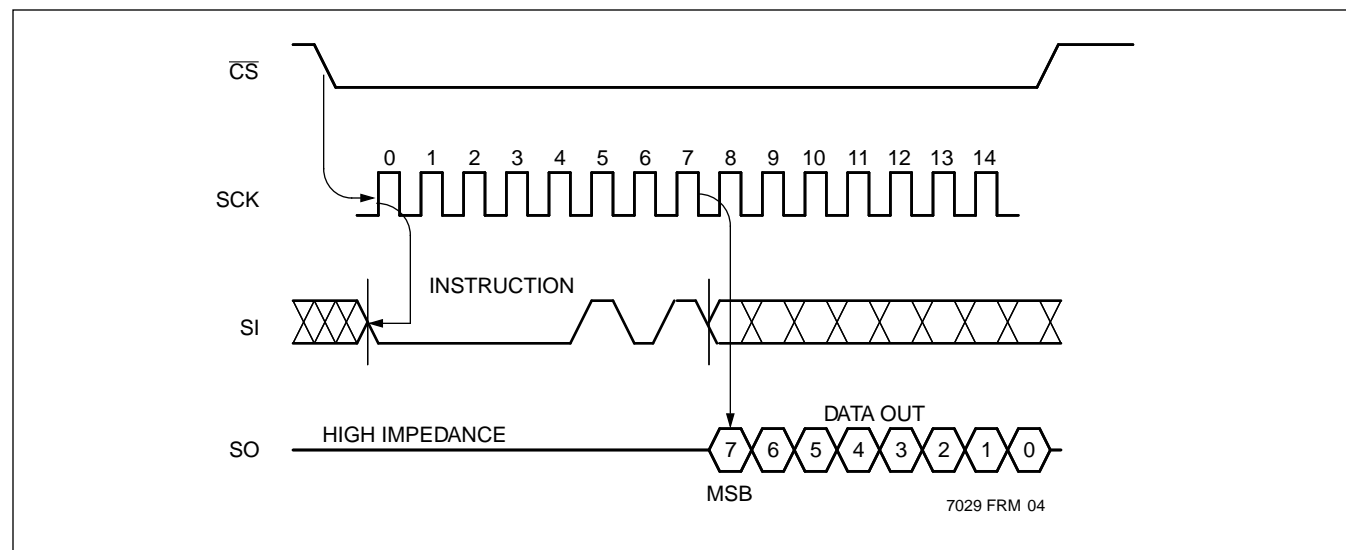 C̅S̅
0 1 2 3 4 5 6 7 8 9 10 11 12 13 14
SCK
INSTRUCTION
SI
DATA OUT
HIGH IMPEDANCE
SO
7 6 5 4 3 2 1 0
MSB
7029 FRM 04